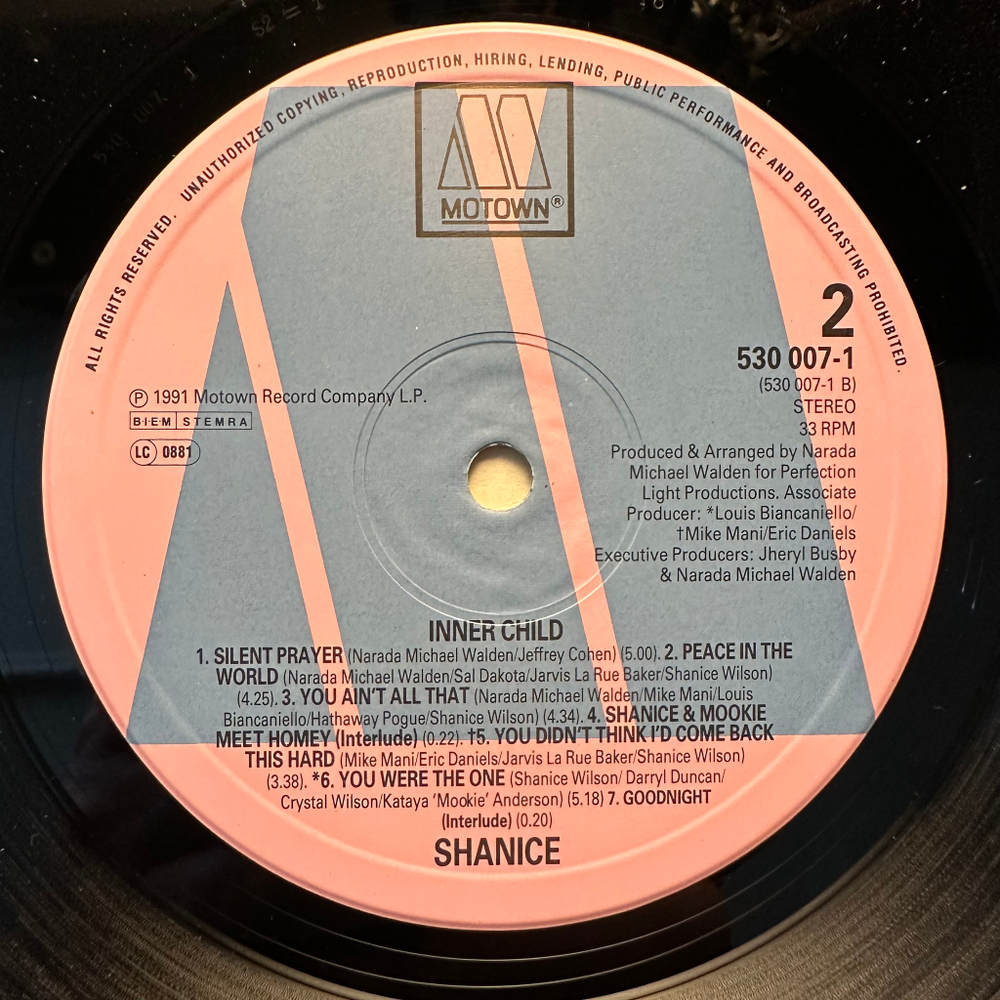 ALL RIGHTS RESERVED. UNAUTHORIZED COPYING, REPRODUCTION, HIRING, LENDING, PUBLIC PERFORMANCE AND BROADCASTING PROHIBITED.
MOTOWN®
2
530 007-1
(530 007-1 B)
STEREO
33 RPM
℗ 1991 Motown Record Company L.P.
BIEM STEMRA
LC 0881
Produced & Arranged by Narada
Michael Walden for Perfection
Light Productions. Associate
Producer: *Louis Biancaniello/
†Mike Mani/Eric Daniels
Executive Producers: Jheryl Busby
& Narada Michael Walden
INNER CHILD
1. SILENT PRAYER (Narada Michael Walden/Jeffrey Cohen) (5.00). 2. PEACE IN THE
WORLD (Narada Michael Walden/Sal Dakota/Jarvis La Rue Baker/Shanice Wilson)
(4.25). 3. YOU AIN'T ALL THAT (Narada Michael Walden/Mike Mani/Louis
Biancaniello/Hathaway Pogue/Shanice Wilson) (4.34). 4. SHANICE & MOOKIE
MEET HOMEY (Interlude) (0.22). †5. YOU DIDN'T THINK I'D COME BACK
THIS HARD (Mike Mani/Eric Daniels/Jarvis La Rue Baker/Shanice Wilson)
(3.38). *6. YOU WERE THE ONE (Shanice Wilson/ Darryl Duncan/
Crystal Wilson/Kataya 'Mookie' Anderson) (5.18) 7. GOODNIGHT
(Interlude) (0.20)
SHANICE